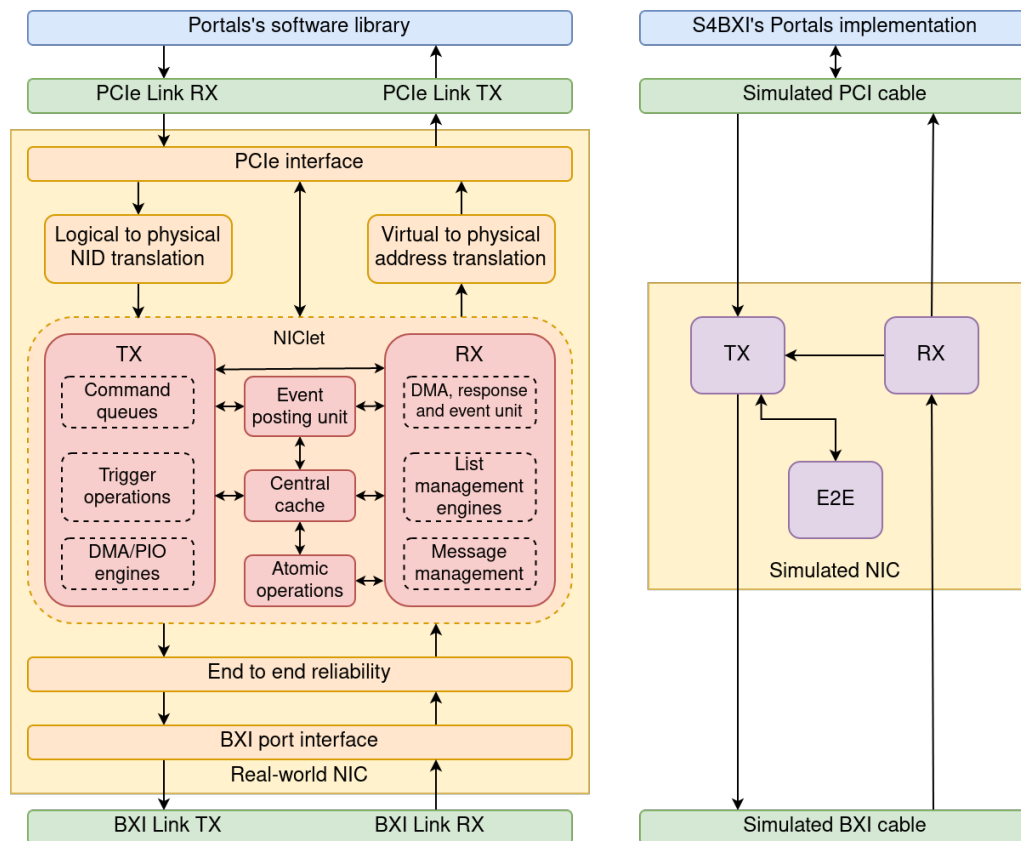 Portals's software library
PCIe Link RX
PCIe Link TX
PCIe interface
Logical to physical
NID translation
Virtual to physical
address translation
NIClet
TX
Command
queues
Trigger
operations
DMA/PIO
engines
Event
posting unit
Central
cache
Atomic
operations
RX
DMA, response
and event unit
List
management
engines
Message
management
End to end reliability
BXI port interface
Real-world NIC
BXI Link TX
BXI Link RX
S4BXI's Portals implementation
Simulated PCI cable
TX
RX
E2E
Simulated NIC
Simulated BXI cable